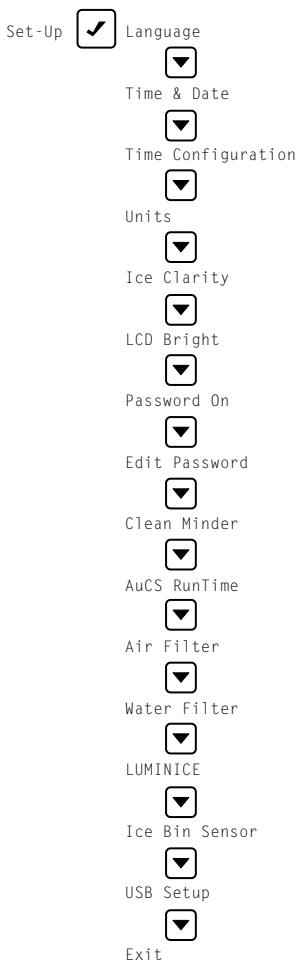 Set-Up Language
Time & Date
Time Configuration
Units
Ice Clarity
LCD Bright
Password On
Edit Password
Clean Minder
AuCS RunTime
Air Filter
Water Filter
LUMINICE
Ice Bin Sensor
USB Setup
Exit